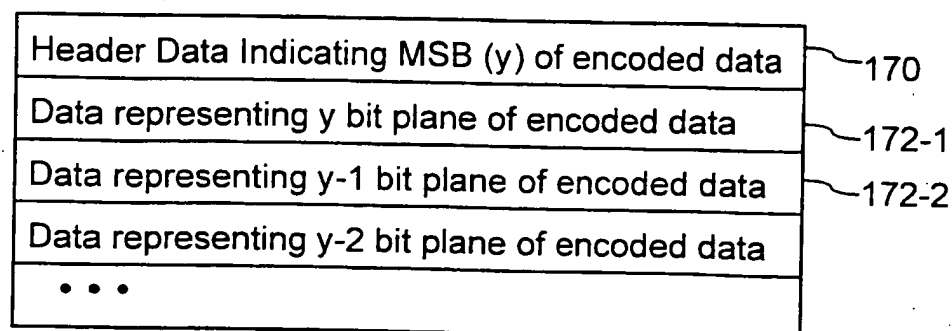 Header Data Indicating MSB (y) of encoded data 170
Data representing y bit plane of encoded data 172-1
Data representing y-1 bit plane of encoded data 172-2
Data representing y-2 bit plane of encoded data
• • •